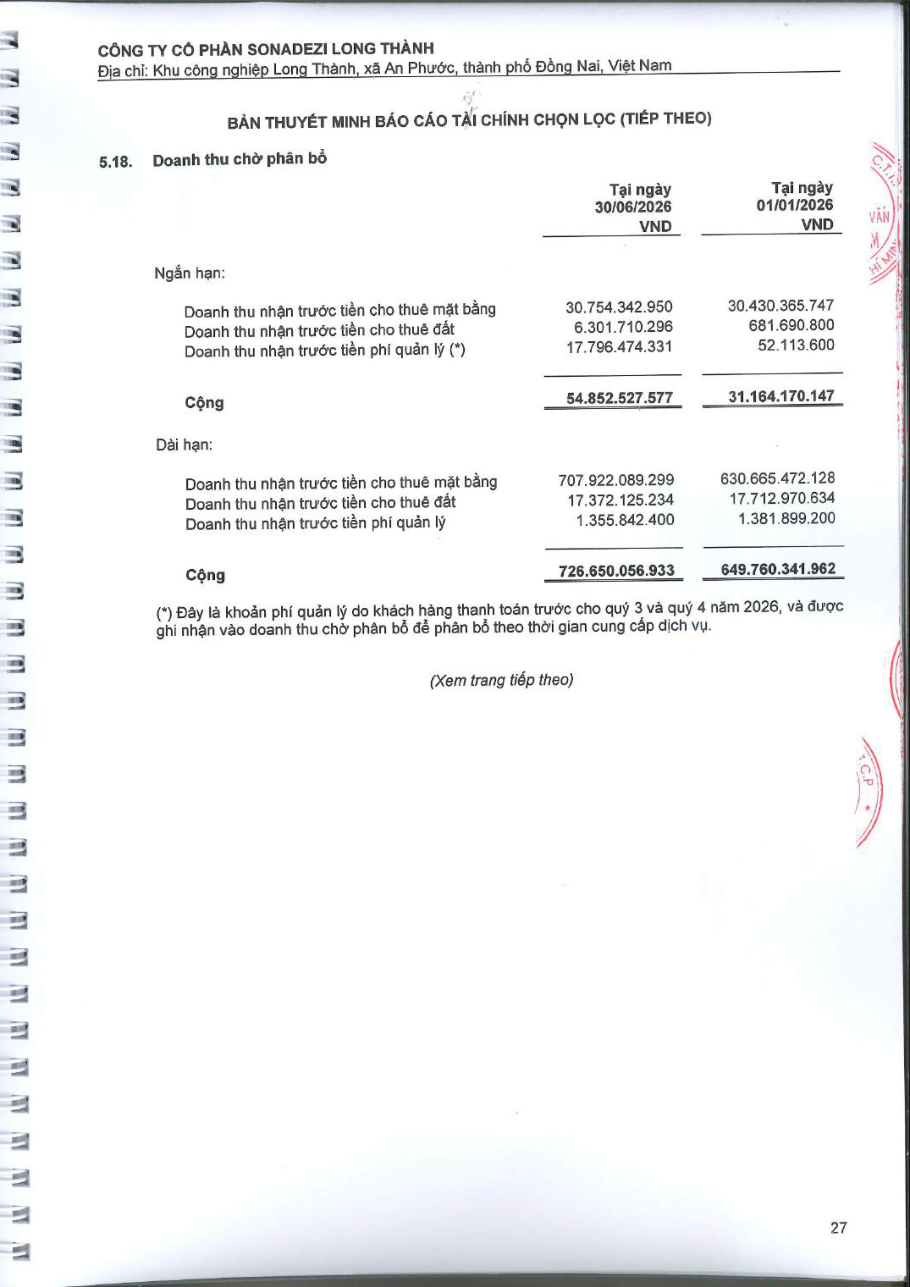 CÔNG TY CỔ PHẦN SONADEZI LONG THÀNH
Địa chỉ: Khu công nghiệp Long Thành, xã An Phước, thành phố Đồng Nai, Việt Nam
BẢN THUYẾT MINH BÁO CÁO TÀI CHÍNH CHỌN LỌC (TIẾP THEO)
5.18. Doanh thu chờ phân bổ
Tại ngày 30/06/2026 VND Tại ngày 01/01/2026 VND
Ngắn hạn:
Doanh thu nhận trước tiền cho thuê mặt bằng 30.754.342.950 30.430.365.747
Doanh thu nhận trước tiền cho thuê đất 6.301.710.296 681.690.800
Doanh thu nhận trước tiền phí quản lý (*) 17.796.474.331 52.113.600
Cộng 54.852.527.577 31.164.170.147
Dài hạn:
Doanh thu nhận trước tiền cho thuê mặt bằng 707.922.089.299 630.665.472.128
Doanh thu nhận trước tiền cho thuê đất 17.372.125.234 17.712.970.634
Doanh thu nhận trước tiền phí quản lý 1.355.842.400 1.381.899.200
Cộng 726.650.056.933 649.760.341.962
(*) Đây là khoản phí quản lý do khách hàng thanh toán trước cho quý 3 và quý 4 năm 2026, và được
ghi nhận vào doanh thu chờ phân bổ để phân bổ theo thời gian cung cấp dịch vụ.
(Xem trang tiếp theo)
C.T.I.
VẤN
HÍ MIN
T.C.P
27